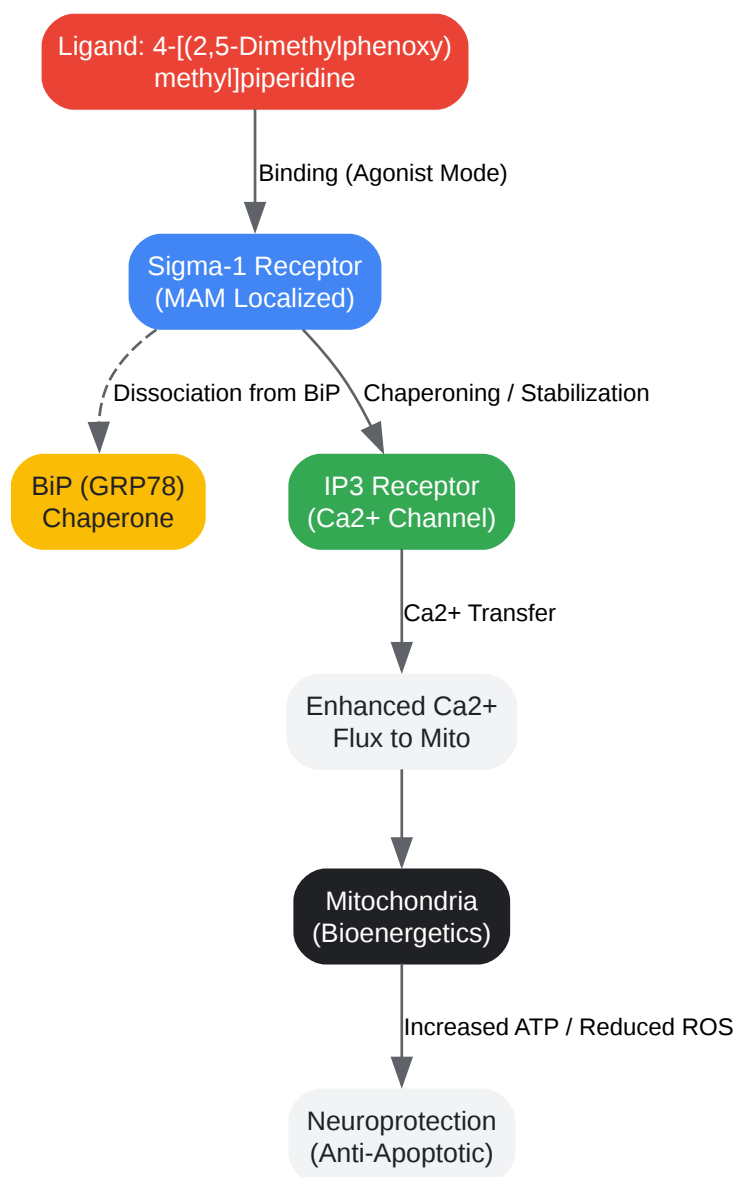 Ligand: 4-[(2,5-Dimethylphenoxy)
methyl]piperidine
Binding (Agonist Mode)
Sigma-1 Receptor
(MAM Localized)
Dissociation from BiP
Chaperoning / Stabilization
BiP (GRP78)
Chaperone
IP3 Receptor
(Ca2+ Channel)
Ca2+ Transfer
Enhanced Ca2+
Flux to Mito
Mitochondria
(Bioenergetics)
Increased ATP / Reduced ROS
Neuroprotection
(Anti-Apoptotic)